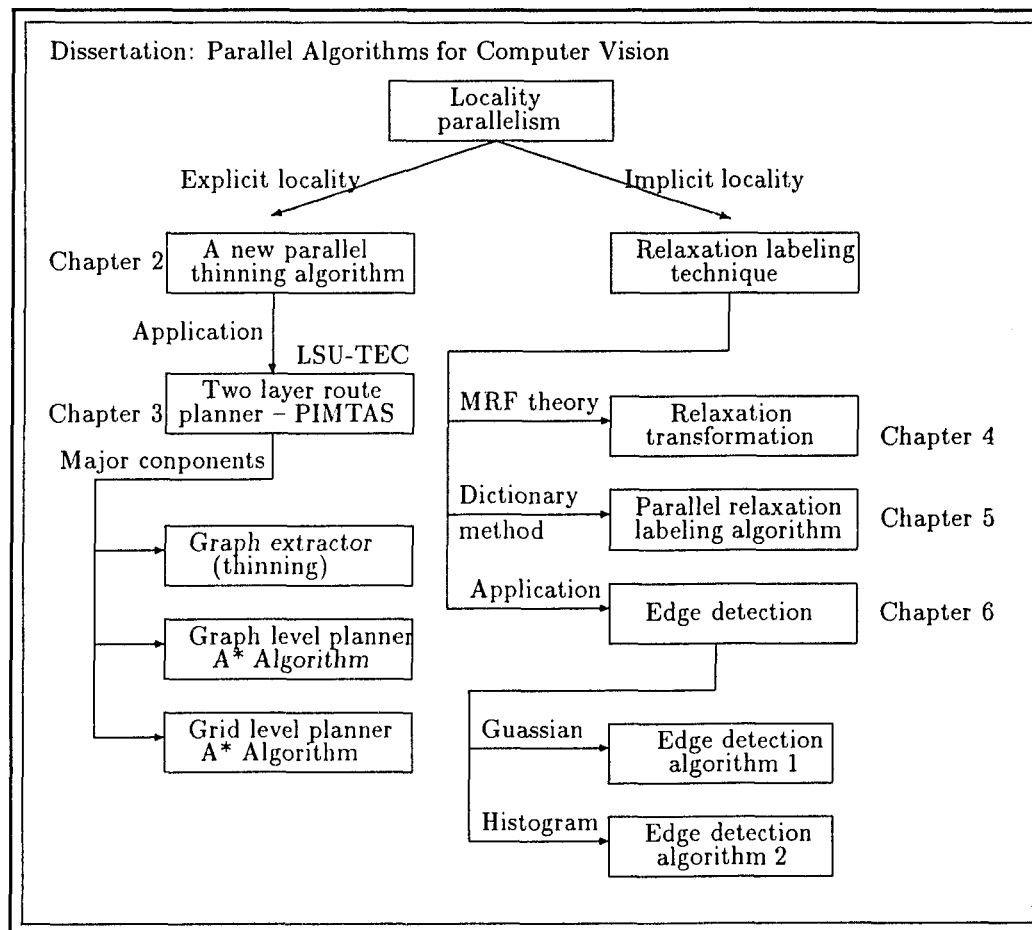 Dissertation: Parallel Algorithms for Computer Vision
Locality
parallelism
Explicit locality
Implicit locality
Chapter 2
A new parallel
thinning algorithm
Relaxation labeling
technique
Application
LSU-TEC
Chapter 3
Two layer route
planner – PIMTAS
Major conponents
Graph extractor
(thinning)
Graph level planner
A* Algorithm
Grid level planner
A* Algorithm
MRF theory
Relaxation
transformation
Chapter 4
Dictionary
method
Parallel relaxation
labeling algorithm
Chapter 5
Application
Edge detection
Chapter 6
Guassian
Edge detection
algorithm 1
Histogram
Edge detection
algorithm 2